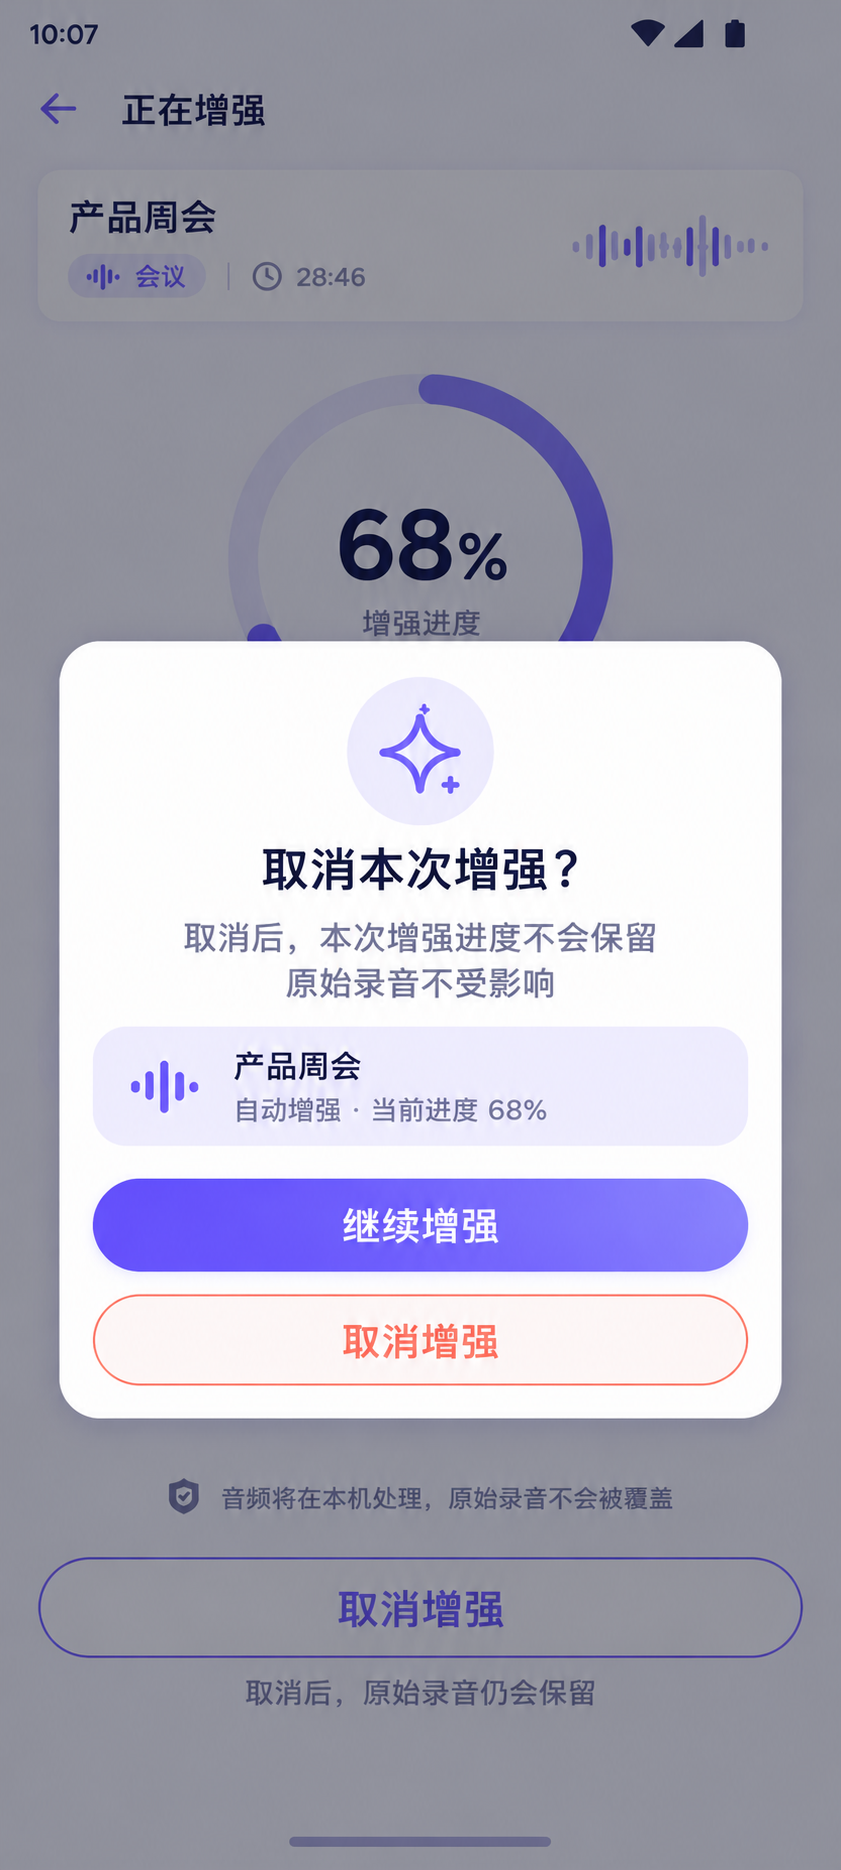 10:07
正在增强
产品周会
会议
28:46
68%
增强进度
取消本次增强？
取消后，本次增强进度不会保留
原始录音不受影响
产品周会
自动增强 · 当前进度 68%
继续增强
取消增强
音频将在本机处理，原始录音不会被覆盖
取消增强
取消后，原始录音仍会保留